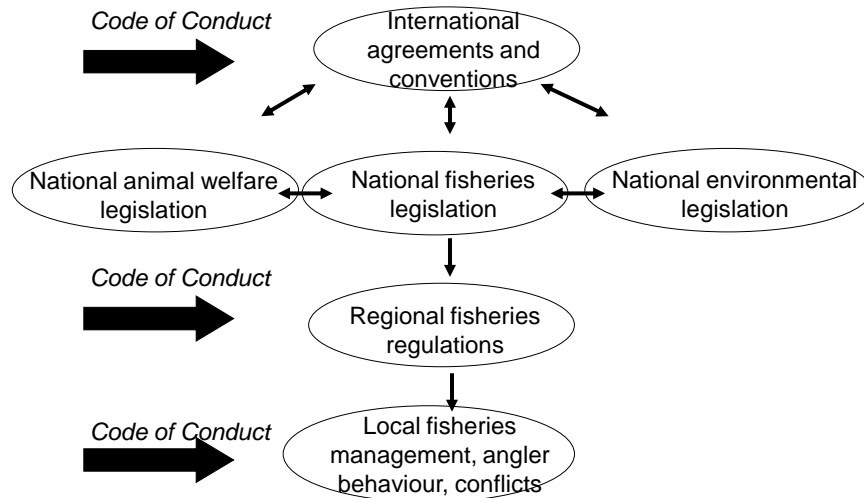 Code of Conduct
International
agreements and
conventions
National animal welfare
legislation
National fisheries
legislation
National environmental
legislation
Code of Conduct
Regional fisheries
regulations
Code of Conduct
Local fisheries
management, angler
behaviour, conflicts